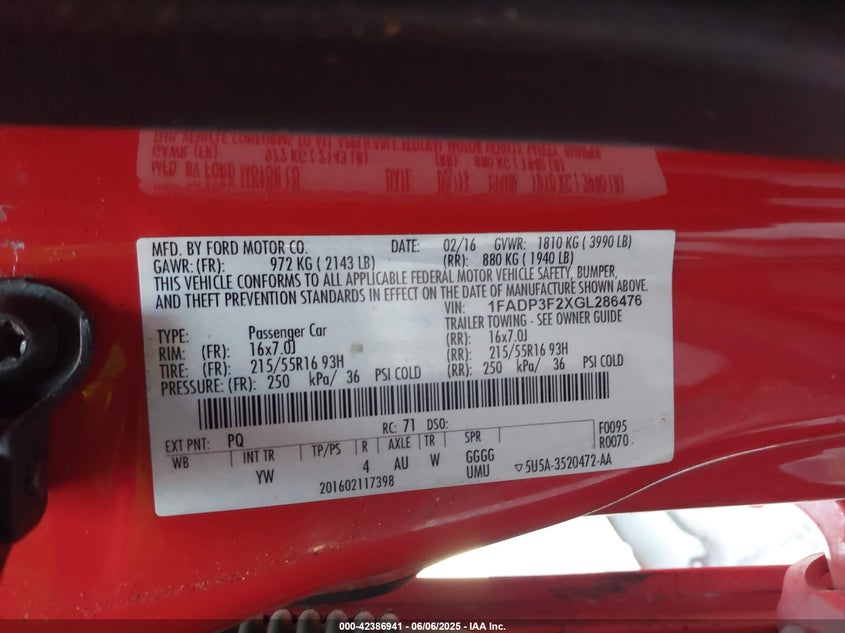 MFD. BY FORD MOTOR CO. DATE: 02/16 GVWR: 1810 KG ( 3990 LB)
GAWR: (FR): 972 KG ( 2143 LB) (RR): 880 KG ( 1940 LB)
THIS VEHICLE CONFORMS TO ALL APPLICABLE FEDERAL MOTOR VEHICLE SAFETY, BUMPER,
AND THEFT PREVENTION STANDARDS IN EFFECT ON THE DATE OF MANUFACTURE SHOWN ABOVE.
VIN: 1FADP3F2XGL286476
TYPE: Passenger Car TRAILER TOWING - SEE OWNER GUIDE
RIM: (FR): 16x7.0J (RR): 16x7.0J
TIRE: (FR): 215/55R16 93H (RR): 215/55R16 93H
PRESSURE: (FR): 250 kPa/ 36 PSI COLD (RR): 250 kPa/ 36 PSI COLD
EXT PNT: PQ RC: 71 DSO: F0095
R0070
WB INT TR TP/PS R AXLE TR SPR
YW 4 AU W GGGG
UMU
201602117398 ▽5U5A-3520472-AA
000-42386941 - 06/06/2025 - IAA Inc.